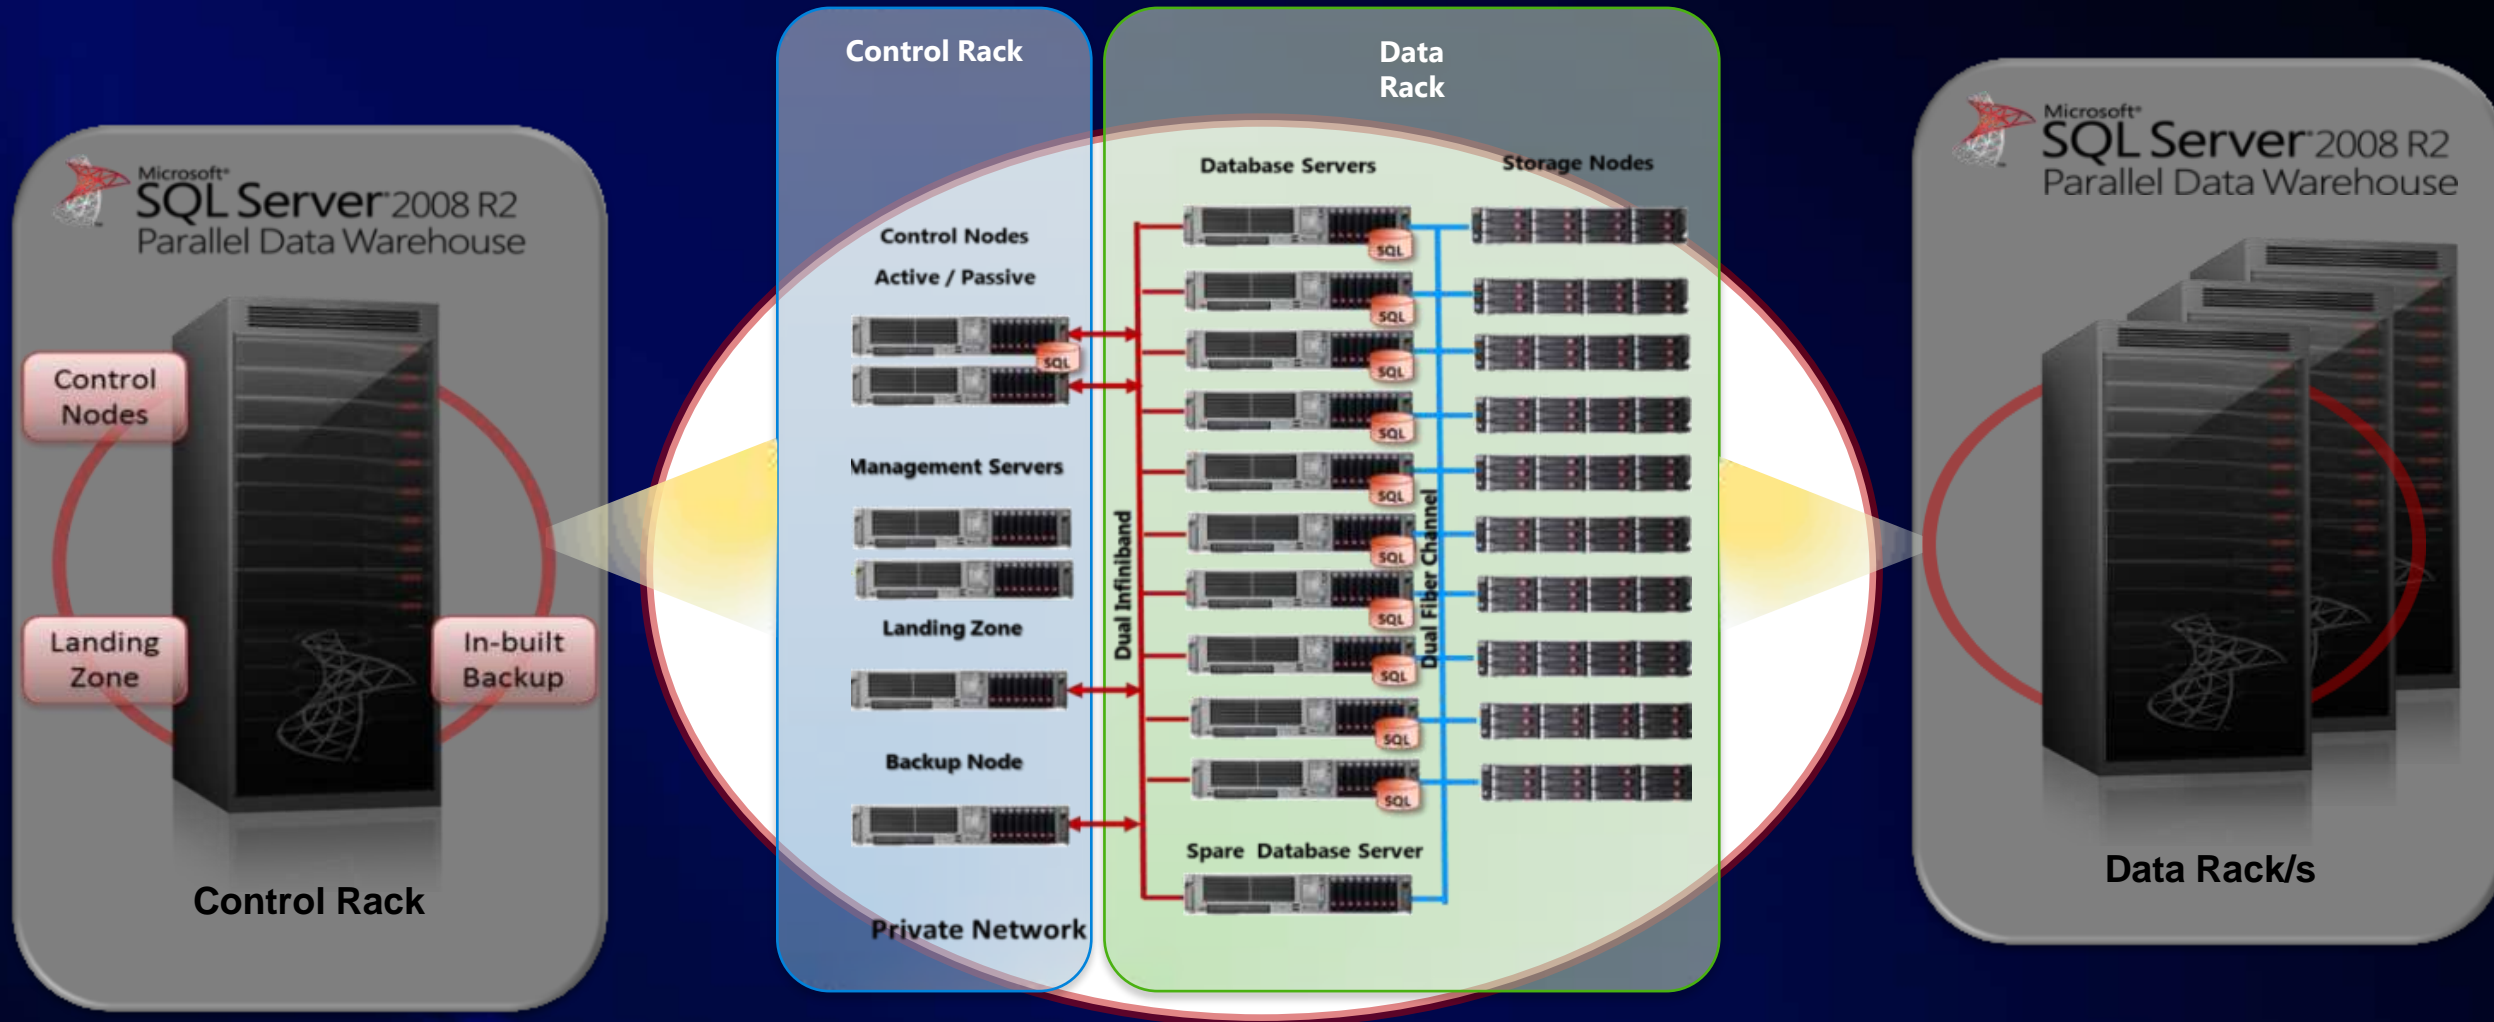 Microsoft®
SQL Server® 2008 R2
Parallel Data Warehouse
Control
Nodes
Landing
Zone
In-built
Backup
Control Rack
Control Rack
Control Nodes
Active / Passive
SQL
Management Servers
Landing Zone
Backup Node
Private Network
Data
Rack
Database Servers
Storage Nodes
SQL
SQL
SQL
SQL
SQL
SQL
SQL
SQL
SQL
SQL
Dual Infiniband
Dual Fiber Channel
Spare Database Server
Microsoft®
SQL Server® 2008 R2
Parallel Data Warehouse
Data Rack/s